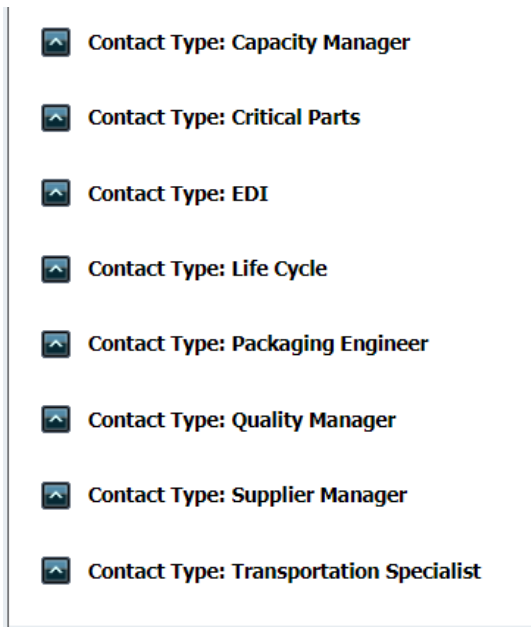 Contact Type: Capacity Manager
Contact Type: Critical Parts
Contact Type: EDI
Contact Type: Life Cycle
Contact Type: Packaging Engineer
Contact Type: Quality Manager
Contact Type: Supplier Manager
Contact Type: Transportation Specialist